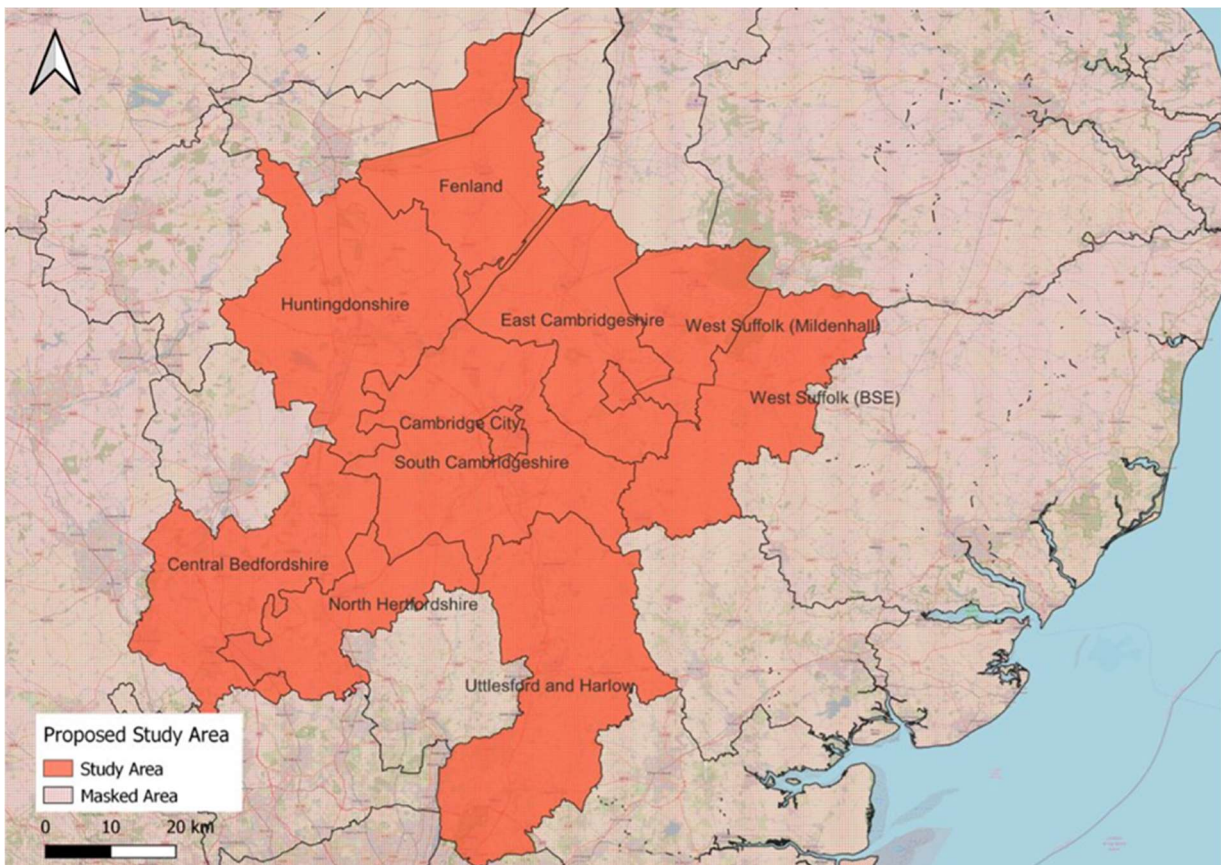 Fenland
Huntingdonshire
East Cambridgeshire
West Suffolk (Mildenhall)
West Suffolk (BSE)
Cambridge City
South Cambridgeshire
Central Bedfordshire
North Hertfordshire
Uttlesford and Harlow
Proposed Study Area
Study Area
Masked Area
0 10 20 km